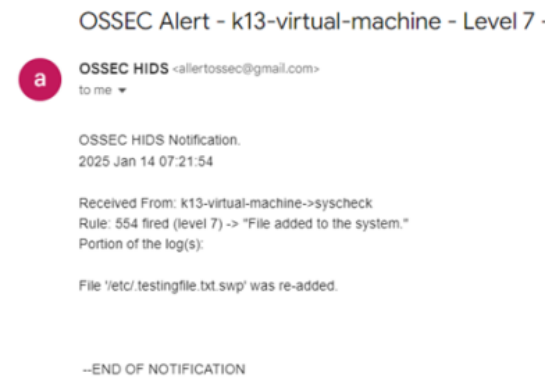 OSSEC Alert - k13-virtual-machine - Level 7 -
a
OSSEC HIDS <allertossec@gmail.com>
to me
OSSEC HIDS Notification.
2025 Jan 14 07:21:54
Received From: k13-virtual-machine->syscheck
Rule: 554 fired (level 7) -> "File added to the system."
Portion of the log(s):
File '/etc/.testingfile.txt.swp' was re-added.
--END OF NOTIFICATION